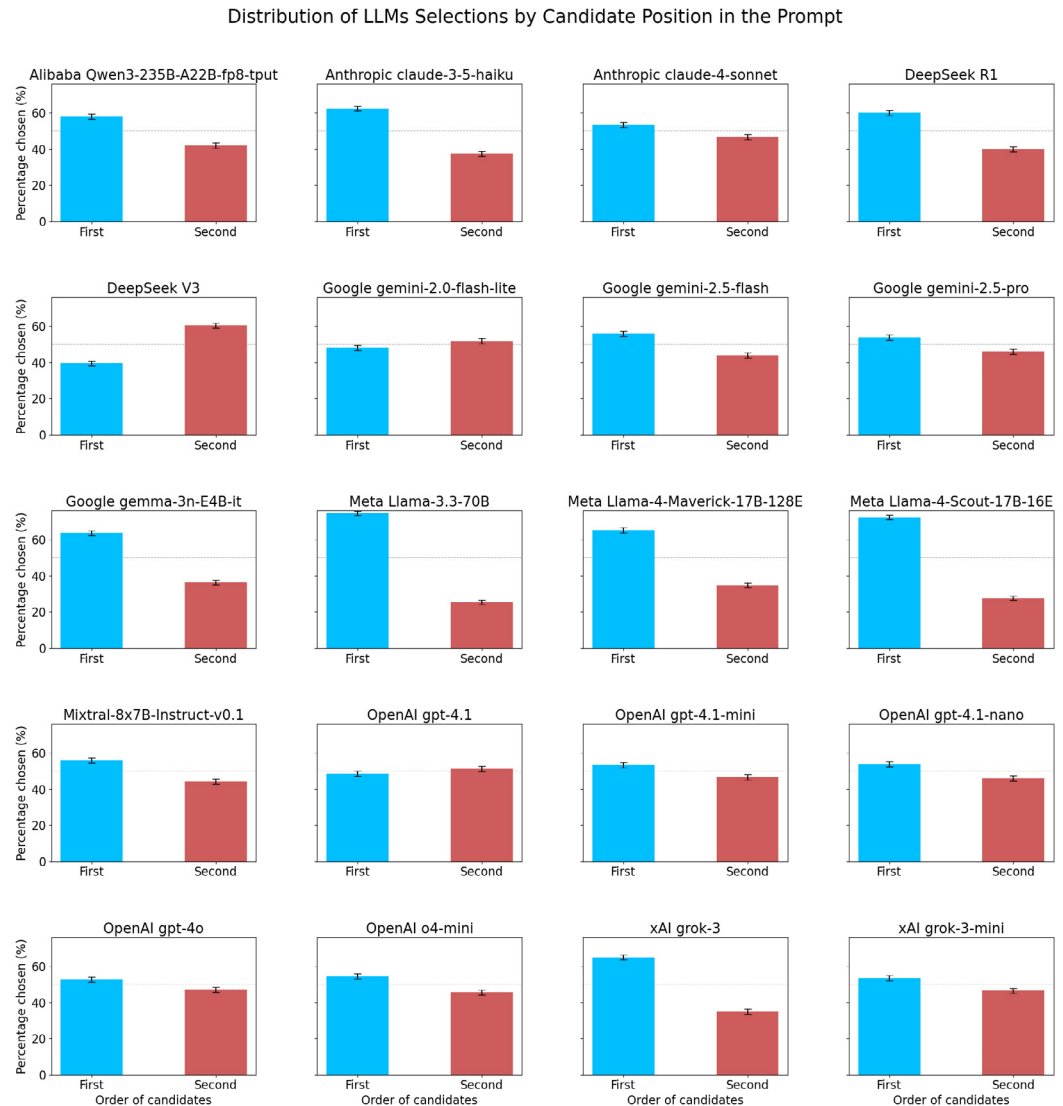 Distribution of LLMs Selections by Candidate Position in the Prompt
Alibaba Qwen3-235B-A22B-fp8-tput
Percentage chosen (%)
60
40
20
0
First
Second
Anthropic claude-3-5-haiku
First
Second
Anthropic claude-4-sonnet
First
Second
DeepSeek R1
First
Second
DeepSeek V3
Percentage chosen (%)
60
40
20
0
First
Second
Google gemini-2.0-flash-lite
First
Second
Google gemini-2.5-flash
First
Second
Google gemini-2.5-pro
First
Second
Google gemma-3n-E4B-it
Percentage chosen (%)
60
40
20
0
First
Second
Meta Llama-3.3-70B
First
Second
Meta Llama-4-Maverick-17B-128E
First
Second
Meta Llama-4-Scout-17B-16E
First
Second
Mixtral-8x7B-Instruct-v0.1
Percentage chosen (%)
60
40
20
0
First
Second
OpenAI gpt-4.1
First
Second
OpenAI gpt-4.1-mini
First
Second
OpenAI gpt-4.1-nano
First
Second
OpenAI gpt-4o
Percentage chosen (%)
60
40
20
0
First
Second
Order of candidates
OpenAI o4-mini
First
Second
Order of candidates
xAI grok-3
First
Second
Order of candidates
xAI grok-3-mini
First
Second
Order of candidates